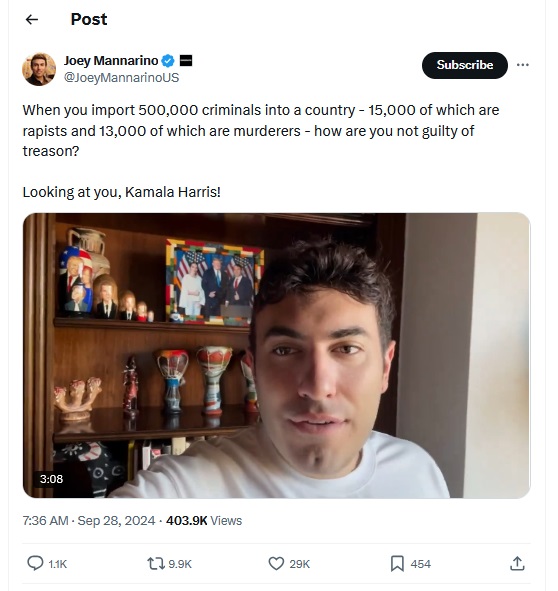 Post
Joey Mannarino
@JoeyMannarinoUS
Subscribe
When you import 500,000 criminals into a country - 15,000 of which are
rapists and 13,000 of which are murderers - how are you not guilty of
treason?
Looking at you, Kamala Harris!
3:08
7:36 AM · Sep 28, 2024 · 403.9K Views
1.1K
9.9K
29K
454